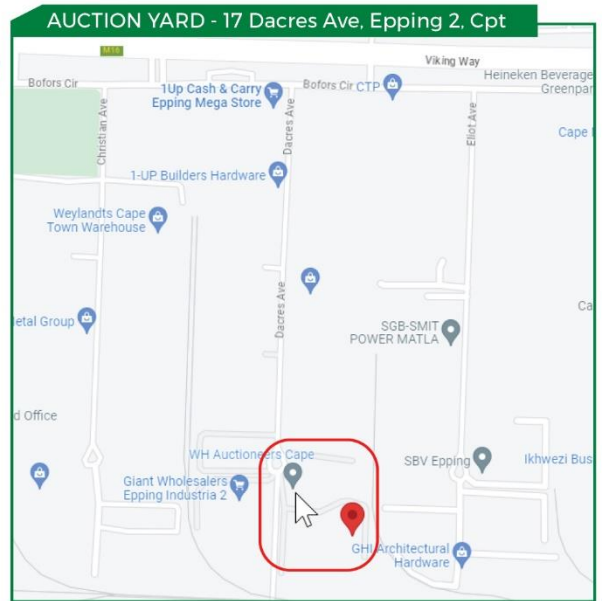 AUCTION YARD - 17 Dacres Ave, Epping 2, Cpt
M16
Viking Way
Bofors Cir
1Up Cash & Carry
Epping Mega Store
Bofors Cir
CTP
Heineken Beverage
Greenpar
Christian Ave
Dacres Ave
Eliot Ave
Cape
1-UP Builders Hardware
Weylandts Cape
Town Warehouse
Dacres Ave
Ca
etal Group
SGB-SMIT
POWER MATLA
d Office
WH Auctioneers Cape
SBV Epping
Ikhwezi Bus
Giant Wholesalers
Epping Industria 2
GHI Architectural
Hardware